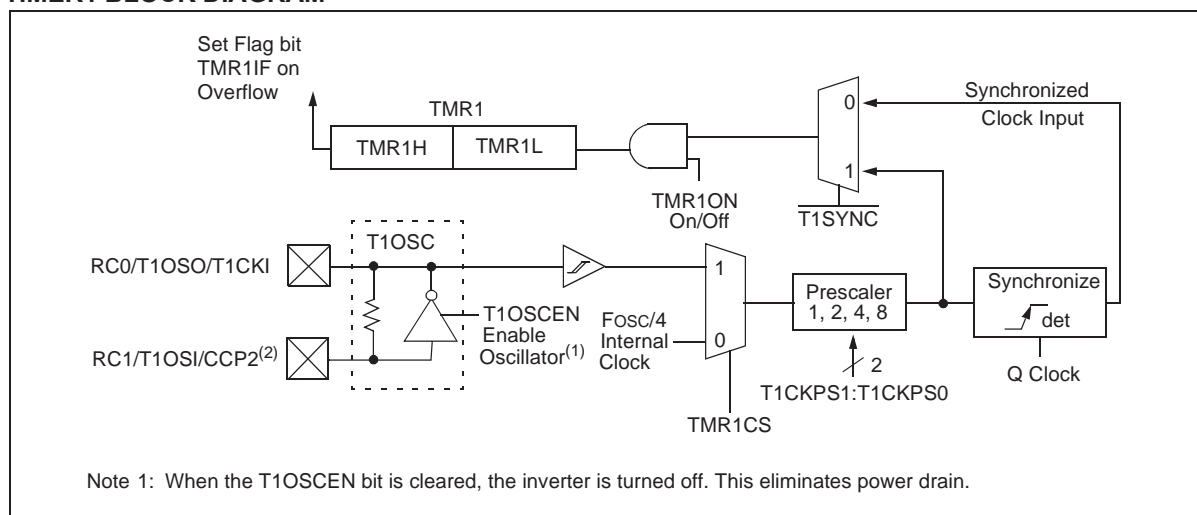 TIMER1 BLOCK DIAGRAM
Set Flag bit
TMR1IF on
Overflow
TMR1
TMR1H
TMR1L
TMR1ON
On/Off
0
1
T1SYNC
Synchronized
Clock Input
RC0/T1OSO/T1CKI
RC1/T1OSI/CCP2(2)
T1OSC
T1OSCEN
Enable
Oscillator(1)
FOSC/4
Internal
Clock
1
0
TMR1CS
Prescaler
1, 2, 4, 8
2
T1CKPS1:T1CKPS0
Synchronize
det
Q Clock
Note 1: When the T1OSCEN bit is cleared, the inverter is turned off. This eliminates power drain.